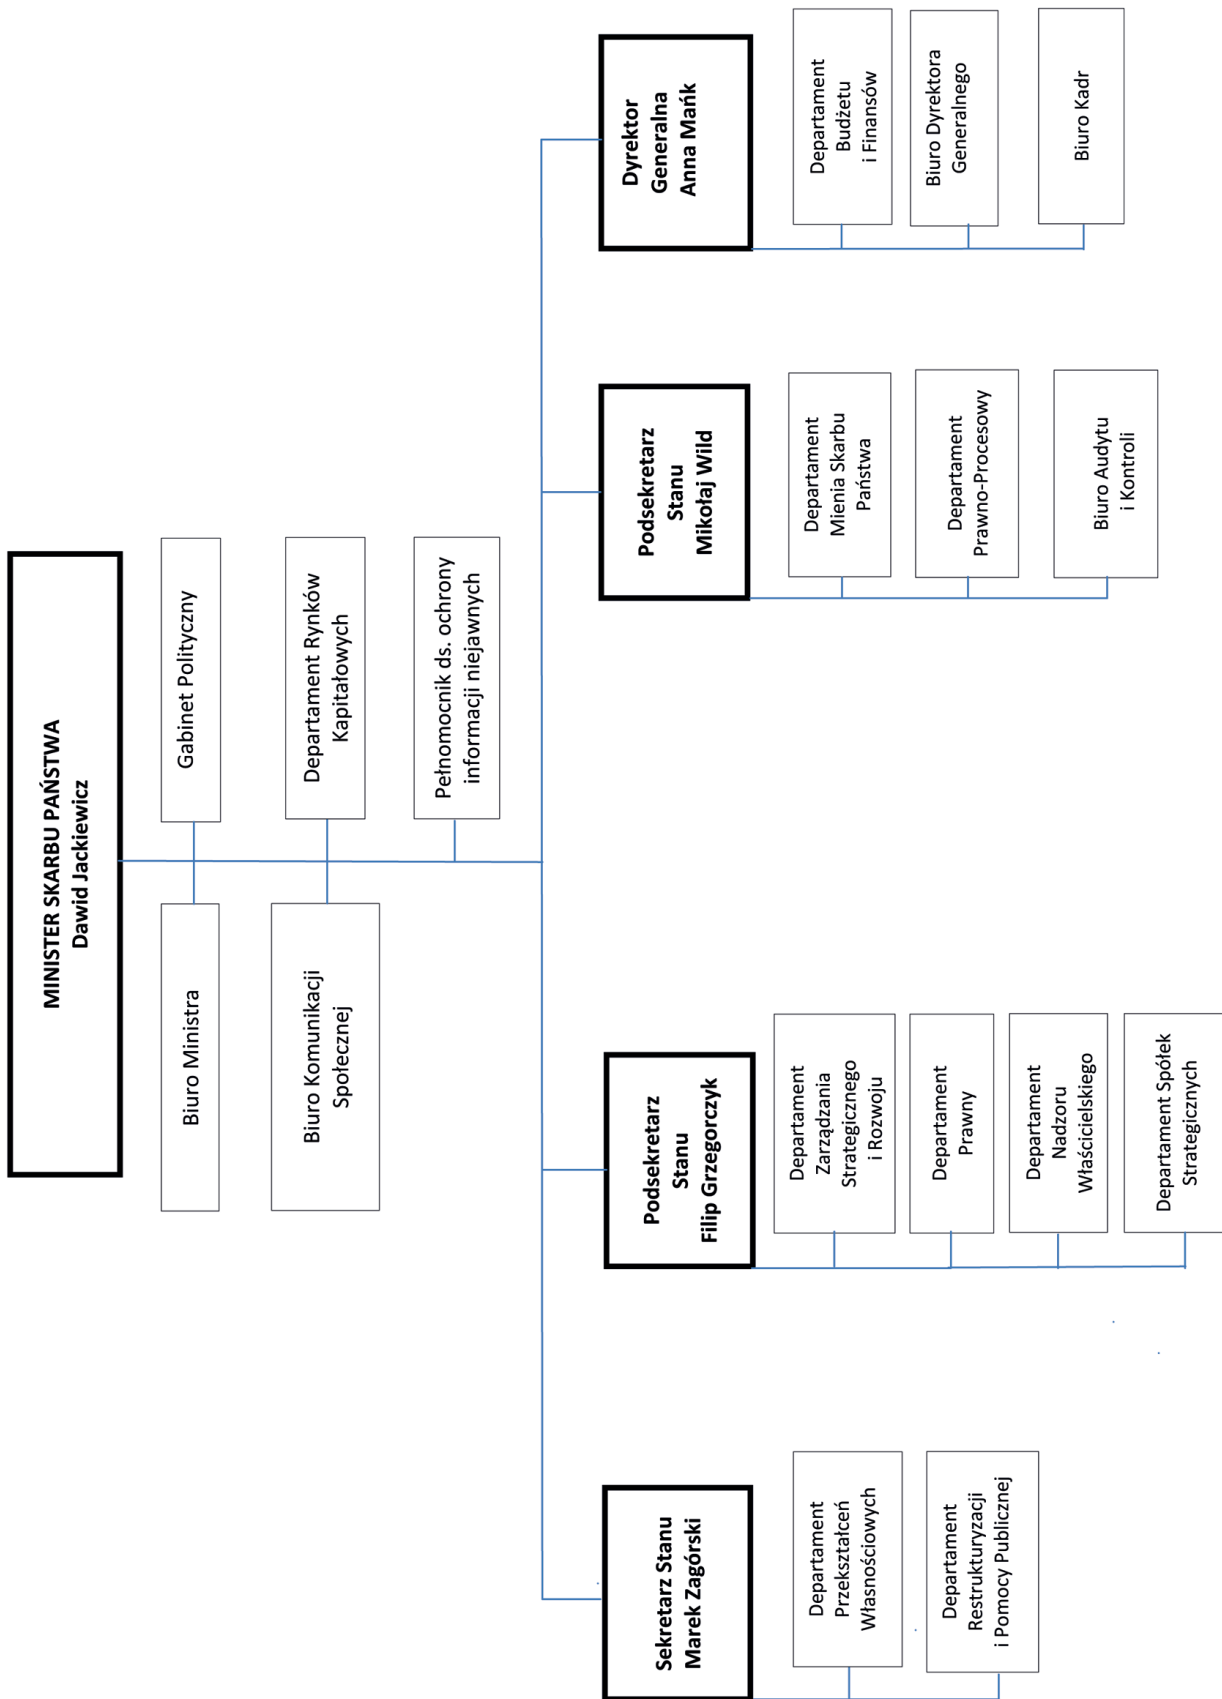 MINISTER SKARBU PAŃSTWA
Dawid Jackiewicz
Biuro Ministra
Gabinet Polityczny
Biuro Komunikacji
Społecznej
Departament Rynków
Kapitałowych
Pełnomocnik ds. ochrony
informacji niejawnych
Sekretarz Stanu
Marek Zagórski
Departament
Przekształceń
Własnościowych
Departament
Restrukturyzacji
i Pomocy Publicznej
Podsekretarz
Stanu
Filip Grzegorczyk
Departament
Zarządzania
Strategicznego
i Rozwoju
Departament
Prawny
Departament
Nadzoru
Właścicielskiego
Departament Spółek
Strategicznych
Podsekretarz
Stanu
Mikołaj Wild
Departament
Mienia Skarbu
Państwa
Departament
Prawno-Procesowy
Biuro Audytu
i Kontroli
Dyrektor
Generalna
Anna Mańk
Departament
Budżetu
i Finansów
Biuro Dyrektora
Generalnego
Biuro Kadr